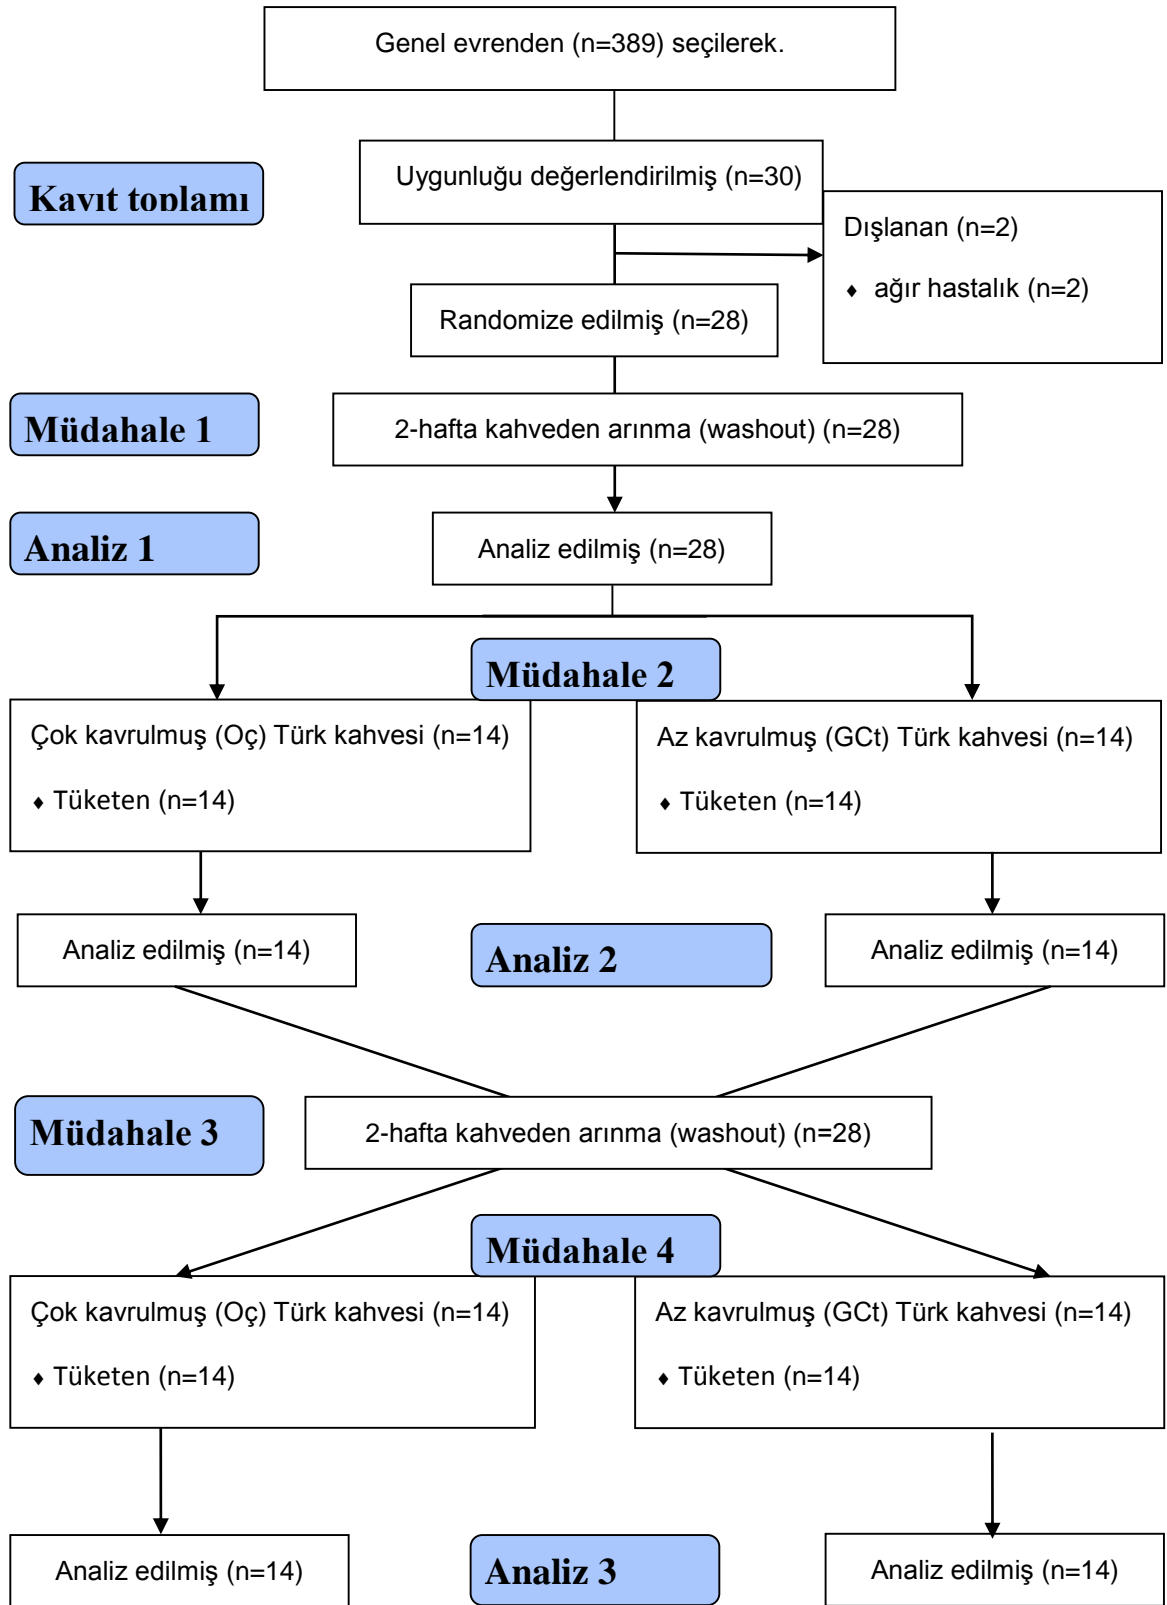 Genel evrenden (n=389) seçilerek.
Uygunluğu değerlendirilmiş (n=30)
Kayıt toplamı
Dışlanan (n=2)
♦ ağır hastalık (n=2)
Randomize edilmiş (n=28)
Müdahale 1
2-hafta kahveden arınma (washout) (n=28)
Analiz 1
Analiz edilmiş (n=28)
Müdahale 2
Çok kavrulmuş (Oç) Türk kahvesi (n=14)
♦ Tüketen (n=14)
Az kavrulmuş (GCt) Türk kahvesi (n=14)
♦ Tüketen (n=14)
Analiz edilmiş (n=14)
Analiz 2
Analiz edilmiş (n=14)
Müdahale 3
2-hafta kahveden arınma (washout) (n=28)
Müdahale 4
Çok kavrulmuş (Oç) Türk kahvesi (n=14)
♦ Tüketen (n=14)
Az kavrulmuş (GCt) Türk kahvesi (n=14)
♦ Tüketen (n=14)
Analiz edilmiş (n=14)
Analiz 3
Analiz edilmiş (n=14)